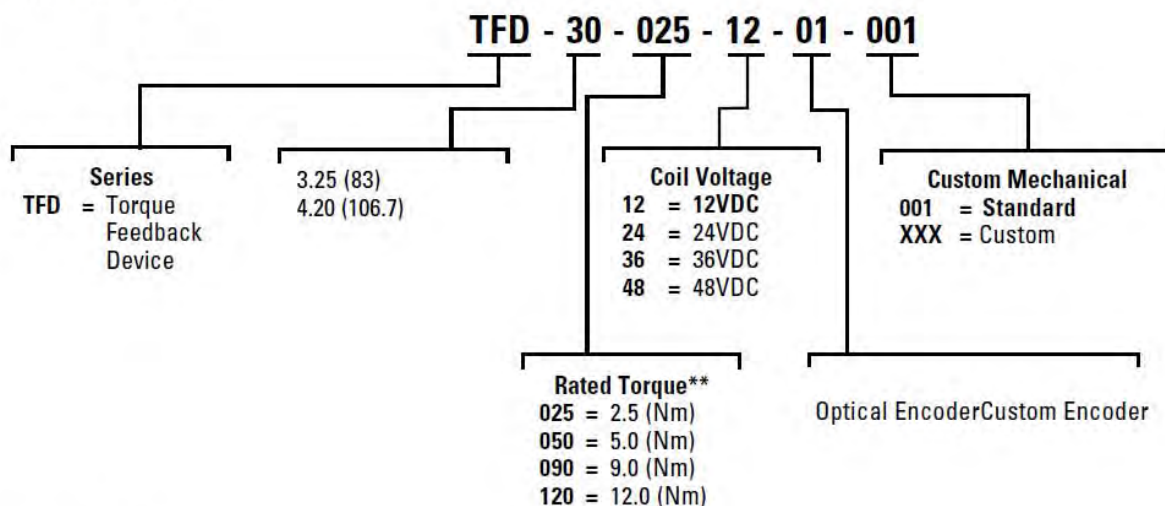 TFD - 30 - 025 - 12 - 01 - 001
Series
TFD = Torque
Feedback
Device
3.25 (83)
4.20 (106.7)
Coil Voltage
12 = 12VDC
24 = 24VDC
36 = 36VDC
48 = 48VDC
Custom Mechanical
001 = Standard
XXX = Custom
Rated Torque**
025 = 2.5 (Nm)
050 = 5.0 (Nm)
090 = 9.0 (Nm)
120 = 12.0 (Nm)
Optical EncoderCustom Encoder